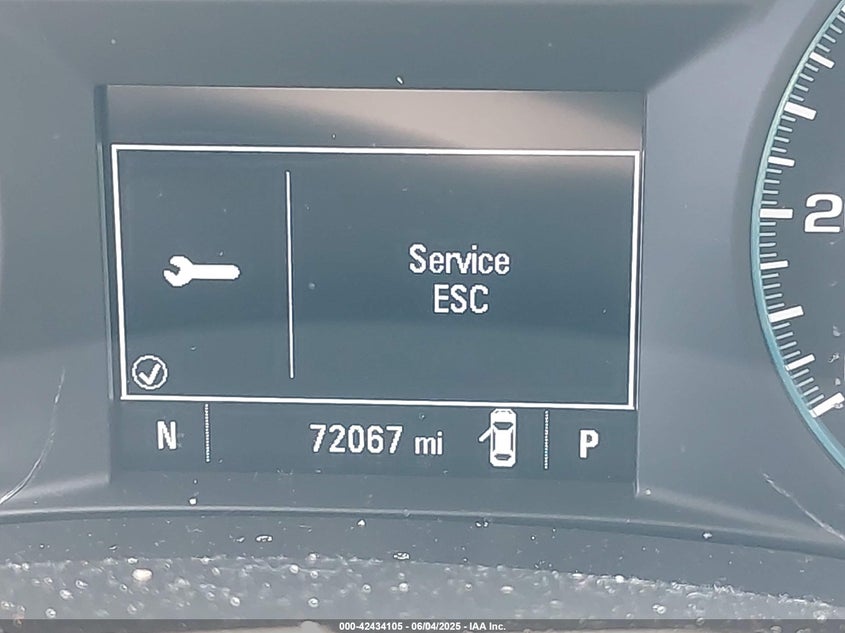 Service
ESC
2
N 72067 mi P
000-42434105 - 06/04/2025 - IAA Inc.